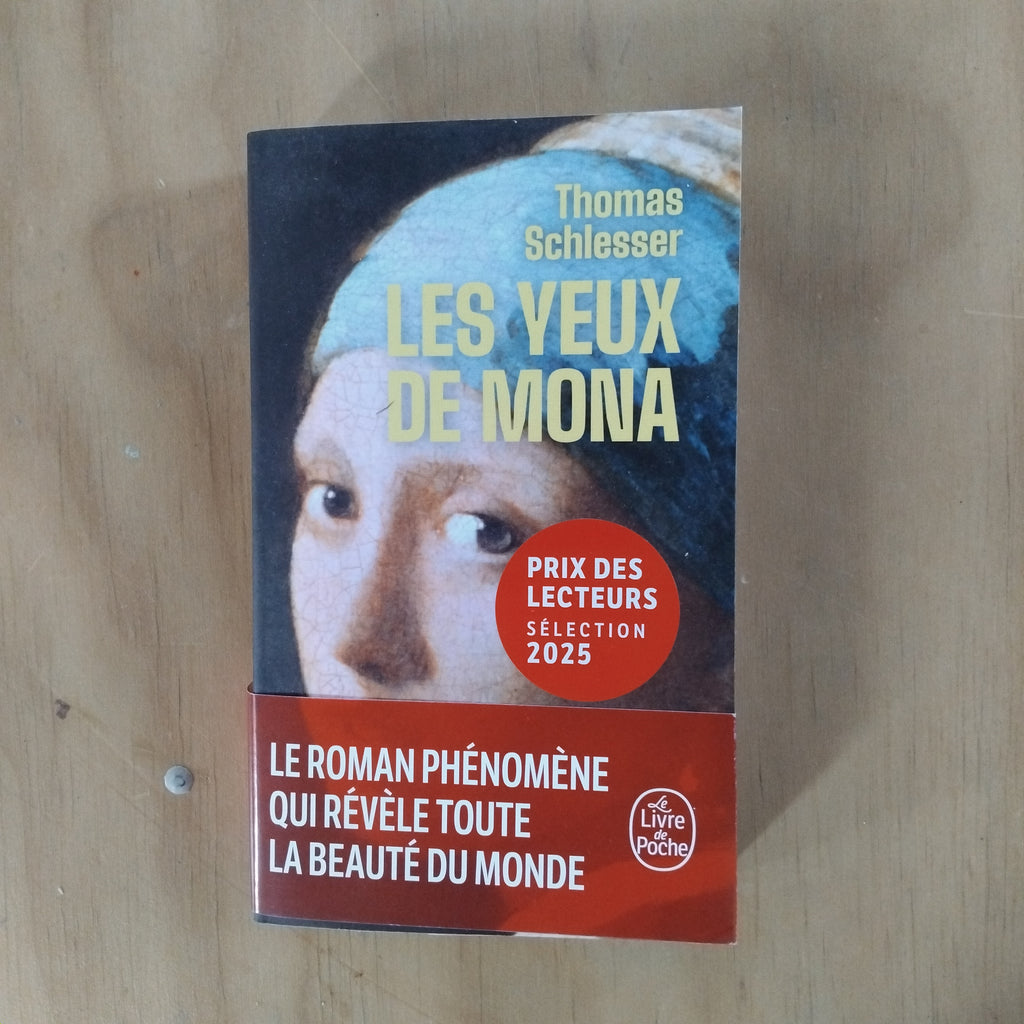 Thomas
Schlesser
LES YEUX
DE MONA
PRIX DES
LECTEURS
SÉLECTION
2025
LE ROMAN PHÉNOMÈNE
QUI RÉVÈLE TOUTE
LA BEAUTÉ DU MONDE
Le
Livre
de
Poche